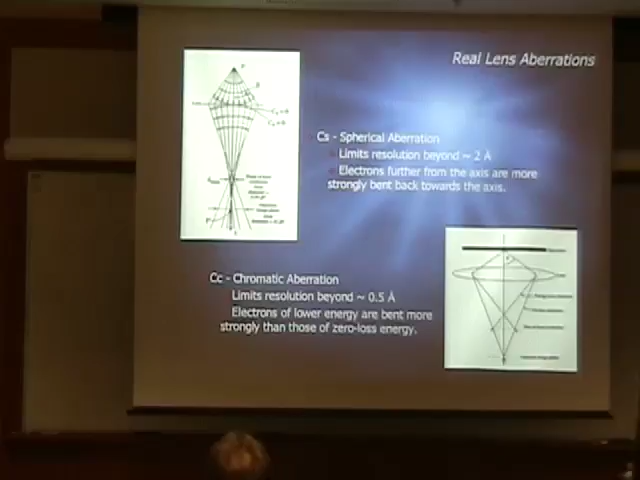 Real Lens Aberrations
Cs - Spherical Aberration
Limits resolution beyond ~ 2 Å
Electrons further from the axis are more
strongly bent back towards the axis.
Cc - Chromatic Aberration
Limits resolution beyond ~ 0.5 Å
Electrons of lower energy are bent more
strongly than those of zero-loss energy.